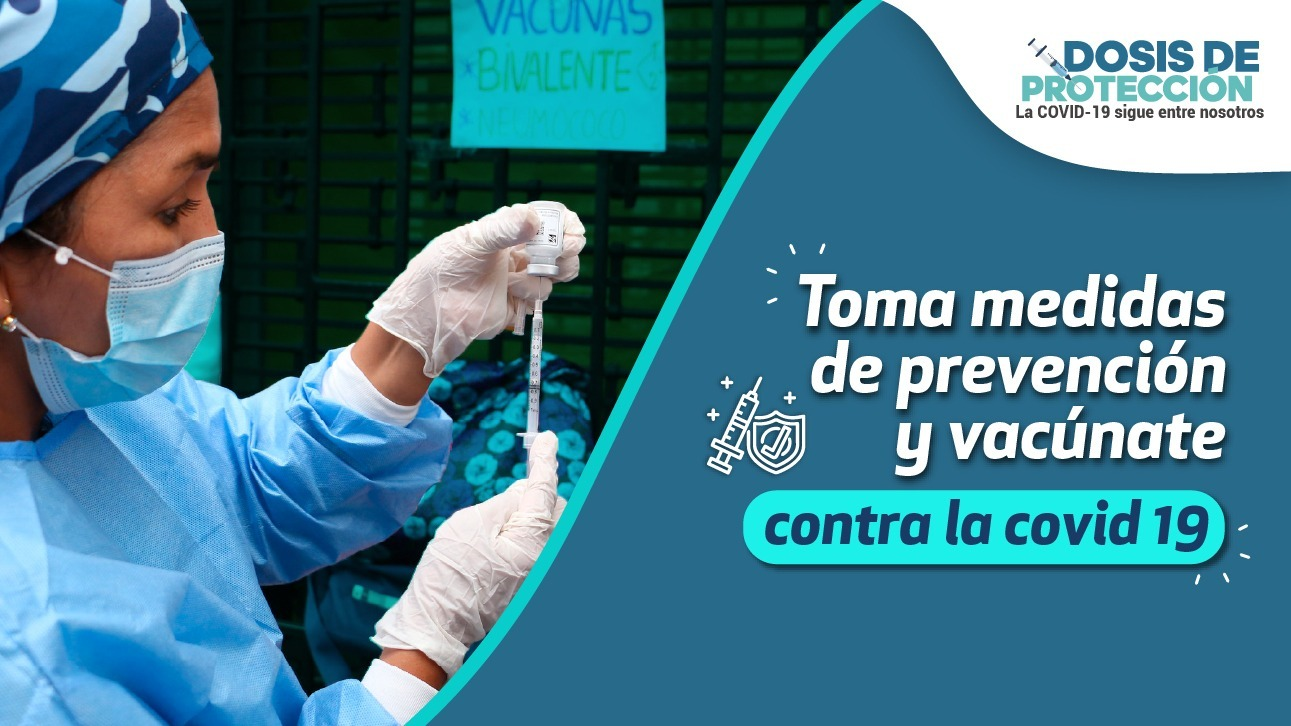 VACUNAS
* BIVALENTE
* NEUMOCOCO
DOSIS DE
PROTECCIÓN
La COVID-19 sigue entre nosotros
Toma medidas
de prevención
y vacúnate
contra la covid 19